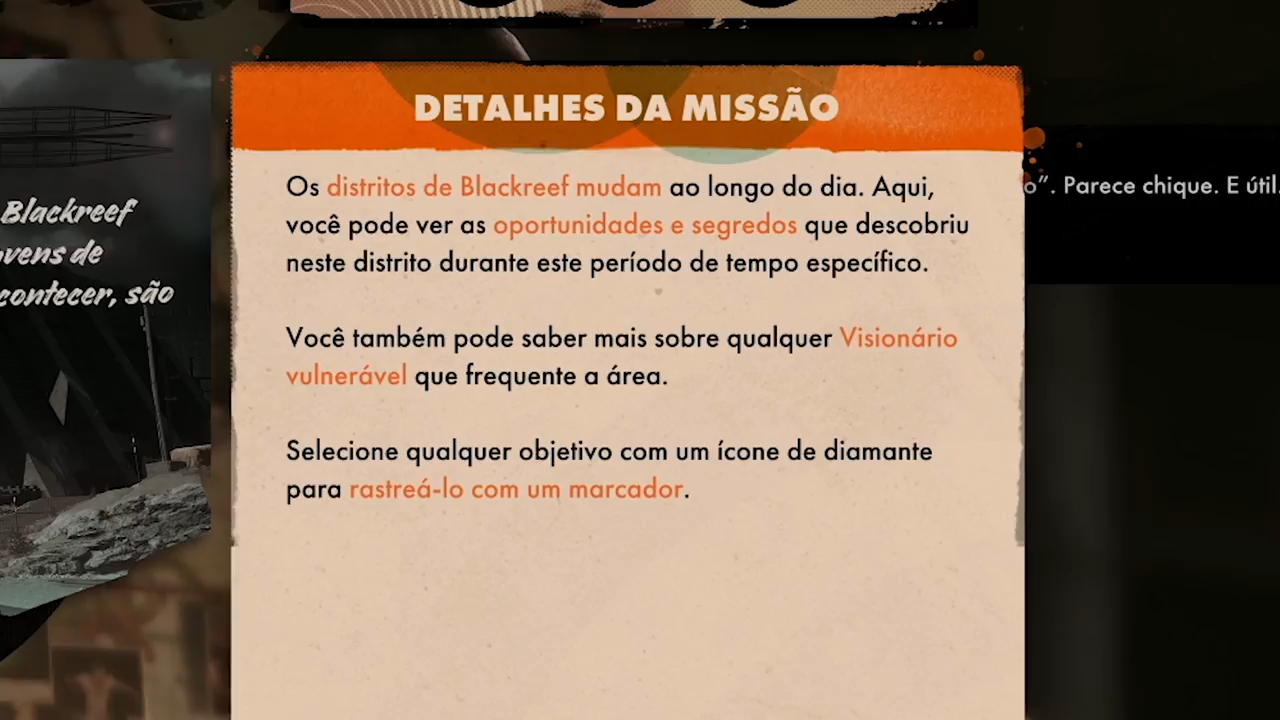 DETALHES DA MISSÃO
Os distritos de Blackreef mudam ao longo do dia. Aqui,
você pode ver as oportunidades e segredos que descobriu
neste distrito durante este período de tempo específico.
Você também pode saber mais sobre qualquer Visionário
vulnerável que frequente a área.
Selecione qualquer objetivo com um ícone de diamante
para rastreá-lo com um marcador.
Blackreef
vens de
contecer, são
o”. Parece chique. E útil.